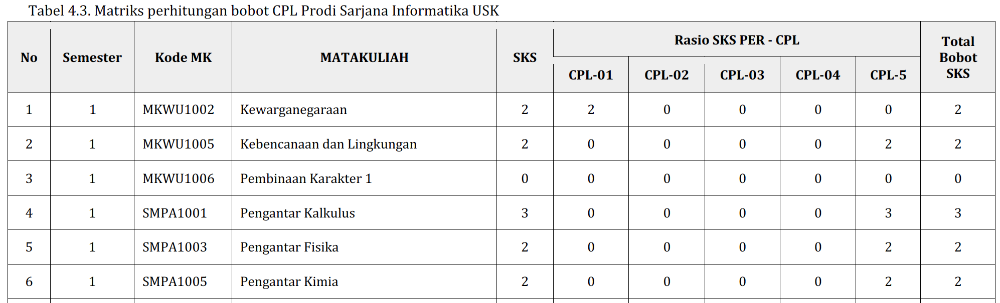 Tabel 4.3. Matriks perhitungan bobot CPL Prodi Sarjana Informatika USK
No Semester Kode MK MATAKULIAH SKS Rasio SKS PER - CPL Total Bobot SKS
CPL-01 CPL-02 CPL-03 CPL-04 CPL-5
1 1 MKWU1002 Kewarganegaraan 2 2 0 0 0 0 2
2 1 MKWU1005 Kebencanaan dan Lingkungan 2 0 0 0 0 2 2
3 1 MKWU1006 Pembinaan Karakter 1 0 0 0 0 0 0 0
4 1 SMPA1001 Pengantar Kalkulus 3 0 0 0 0 3 3
5 1 SMPA1003 Pengantar Fisika 2 0 0 0 0 2 2
6 1 SMPA1005 Pengantar Kimia 2 0 0 0 0 2 2